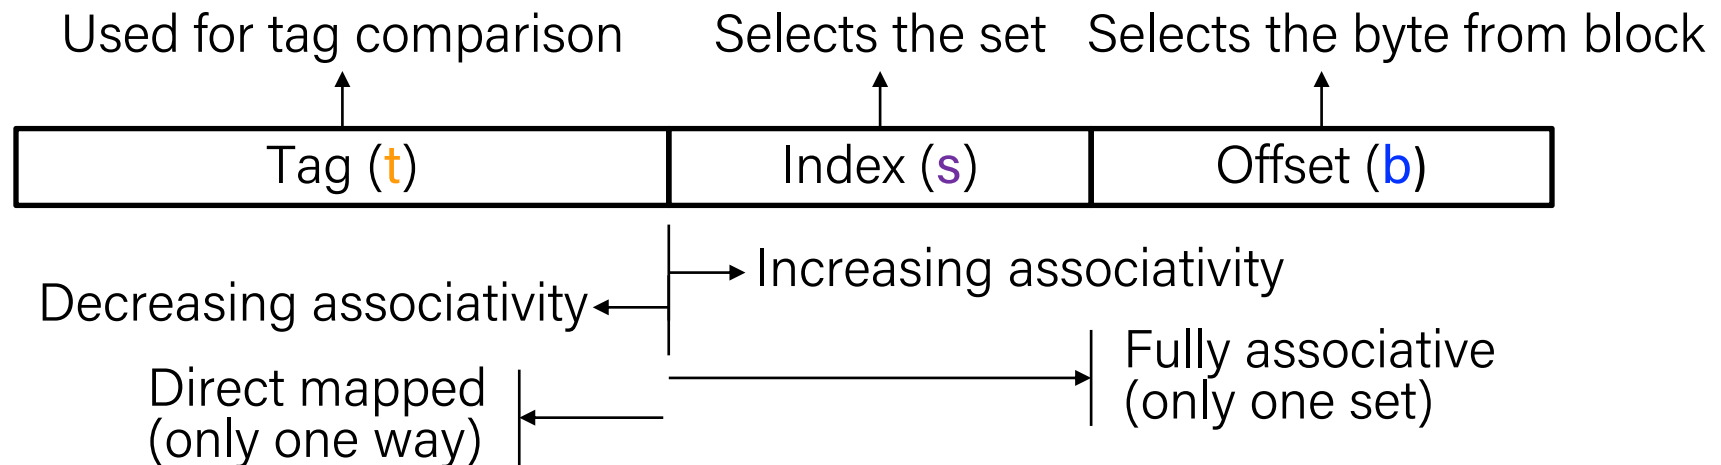 Used for tag comparison
Selects the set
Selects the byte from block
Tag (t)
Index (s)
Offset (b)
Increasing associativity
Decreasing associativity
Fully associative
(only one set)
Direct mapped
(only one way)